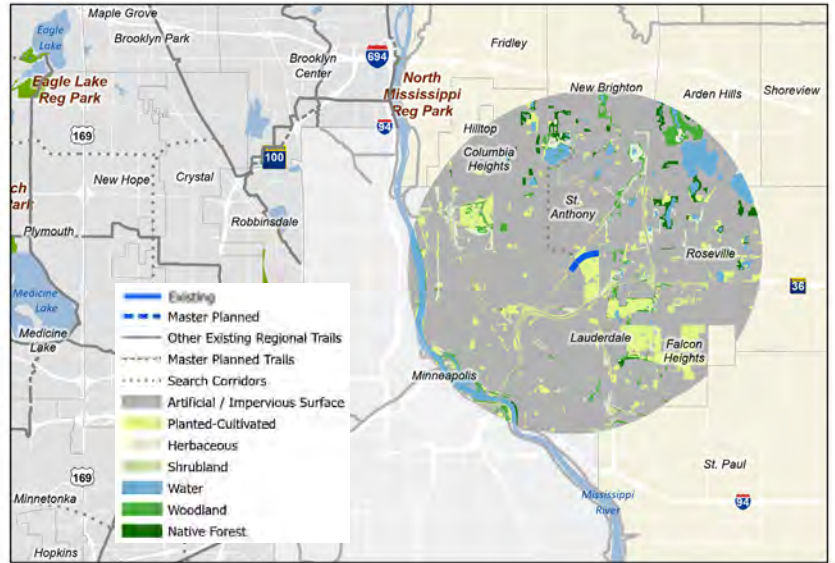 Eagle
Lake
Maple Grove
Brooklyn Park
Eagle Lake
Reg Park
Brooklyn
Center
694
North
Mississippi
Reg Park
94
Fridley
New Brighton
Arden Hills
Shoreview
169
100
Hilltop
Columbia
Heights
New Hope
Crystal
St.
Anthony
ch
Park
Plymouth
Robbinsdale
Roseville
36
Medicine
Lake
Medicine
Lake
Lauderdale
Falcon
Heights
Minneapolis
169
St. Paul
94
Mississippi
River
Minnetonka
Hopkins
Existing
Master Planned
Other Existing Regional Trails
Master Planned Trails
Search Corridors
Artificial / Impervious Surface
Planted-Cultivated
Herbaceous
Shrubland
Water
Woodland
Native Forest